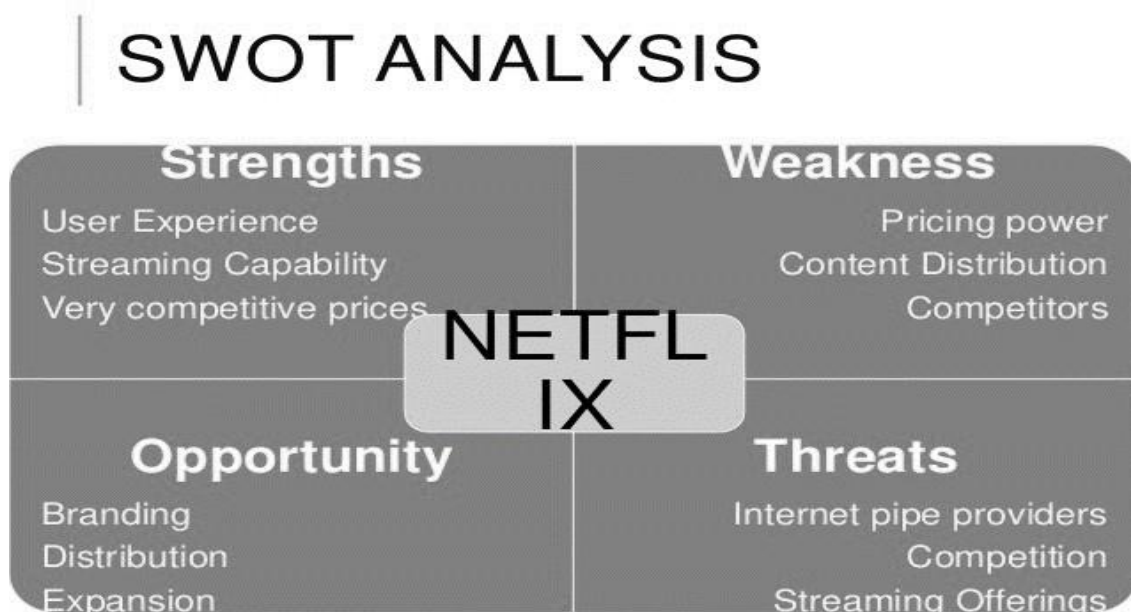 SWOT ANALYSIS
Strengths
User Experience
Streaming Capability
Very competitive prices
Weakness
Pricing power
Content Distribution
Competitors
NETFL
IX
Opportunity
Branding
Distribution
Expansion
Threats
Internet pipe providers
Competition
Streaming Offerings